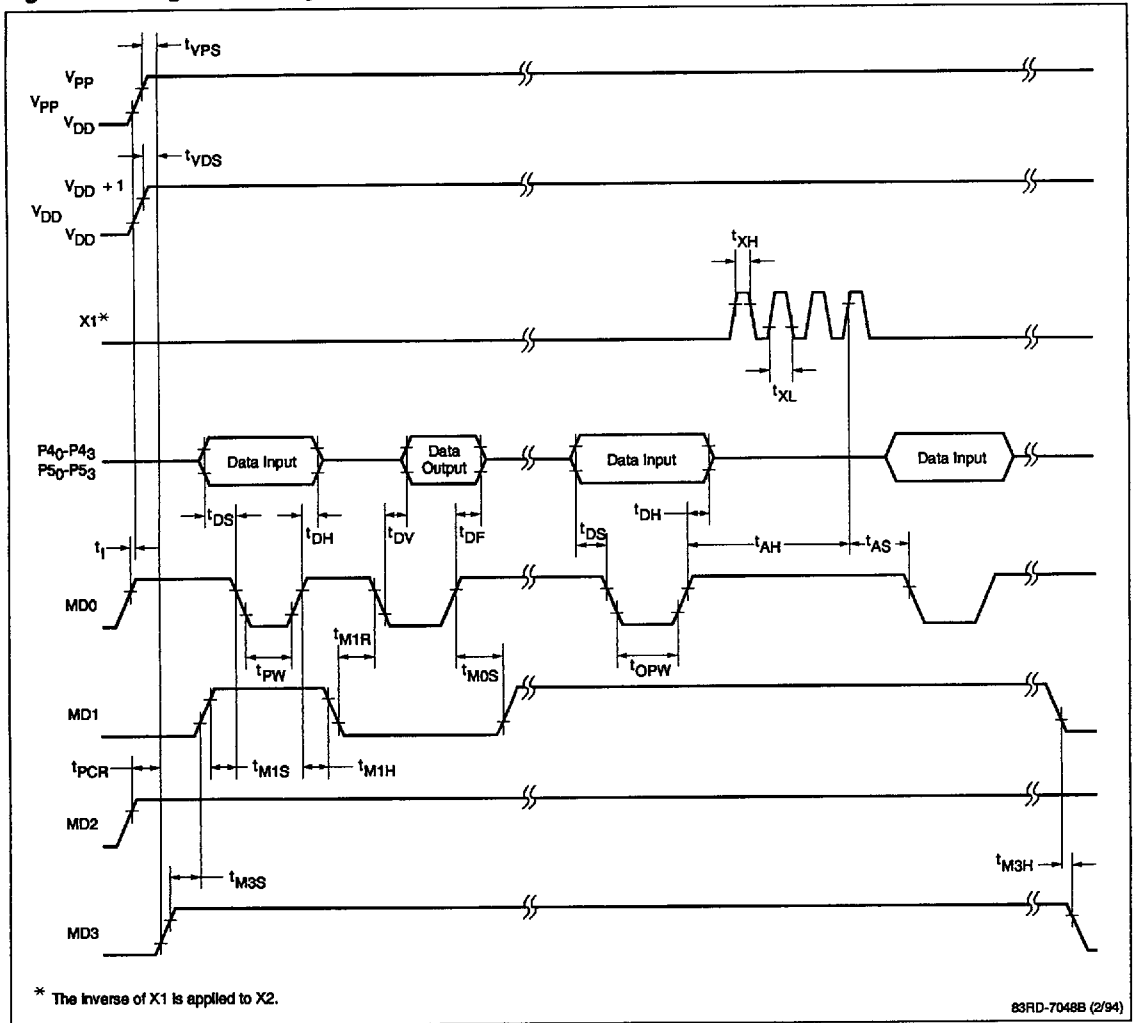 tVPS
VPP
VPP
VDD
tVDS
VDD + 1
VDD
VDD
tXH
X1*
tXL
P40-P43
P50-P53
Data Input
Data
Output
Data Input
Data Input
tDS
tDH
tDV
tDF
tDS
tDH
tAH
tAS
tI
MD0
tPW
tM1R
tM0S
tOPW
MD1
tPCR
tM1S
tM1H
MD2
tM3S
tM3H
MD3
* The inverse of X1 is applied to X2.
83RD-7048B (2/94)